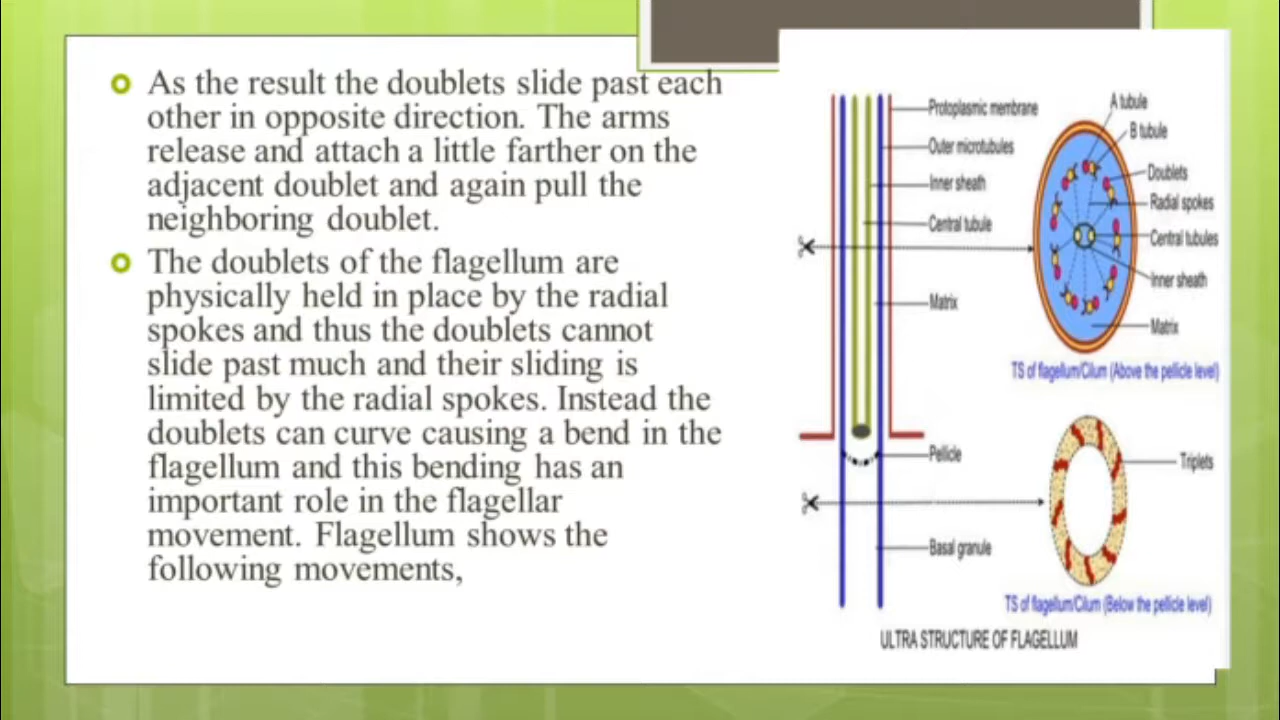 As the result the doublets slide past each
other in opposite direction. The arms
release and attach a little farther on the
adjacent doublet and again pull the
neighboring doublet.
The doublets of the flagellum are
physically held in place by the radial
spokes and thus the doublets cannot
slide past much and their sliding is
limited by the radial spokes. Instead the
doublets can curve causing a bend in the
flagellum and this bending has an
important role in the flagellar
movement. Flagellum shows the
following movements,
Protoplasmic membrane
Outer microtubules
Inner sheath
Central tubule
Matrix
Pellicle
Basal granule
A tubule
B tubule
Doublets
Radial spokes
Central tubules
Inner sheath
Matrix
TS of flagellum/Cilum (Above the pellicle level)
Triplets
TS of flagellum/Cilum (Below the pellicle level)
ULTRA STRUCTURE OF FLAGELLUM